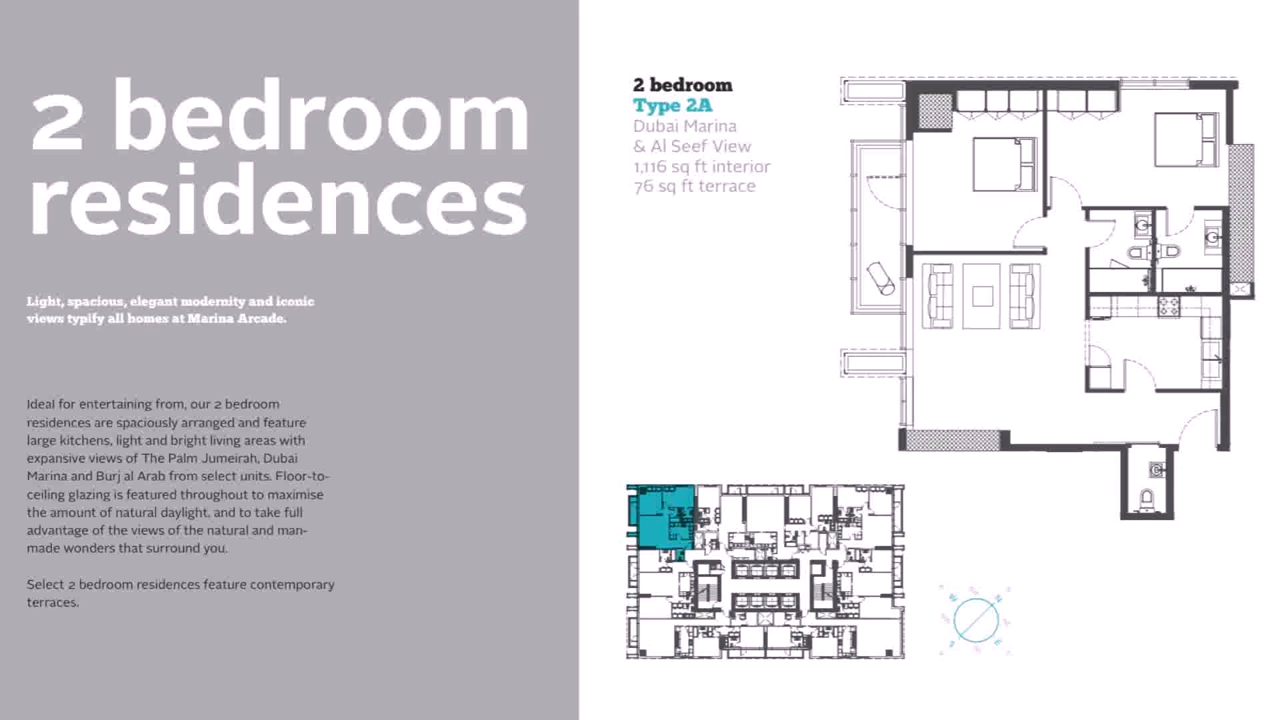 2 bedroom
residences
Light, spacious, elegant modernity and iconic
views typify all homes at Marina Arcade.
Ideal for entertaining from, our 2 bedroom
residences are spaciously arranged and feature
large kitchens, light and bright living areas with
expansive views of The Palm Jumeirah, Dubai
Marina and Burj al Arab from select units. Floor-to-
ceiling glazing is featured throughout to maximise
the amount of natural daylight, and to take full
advantage of the views of the natural and man-
made wonders that surround you.
Select 2 bedroom residences feature contemporary
terraces.
2 bedroom
Type 2A
Dubai Marina
& Al Seef View
1,116 sq ft interior
76 sq ft terrace
W
N